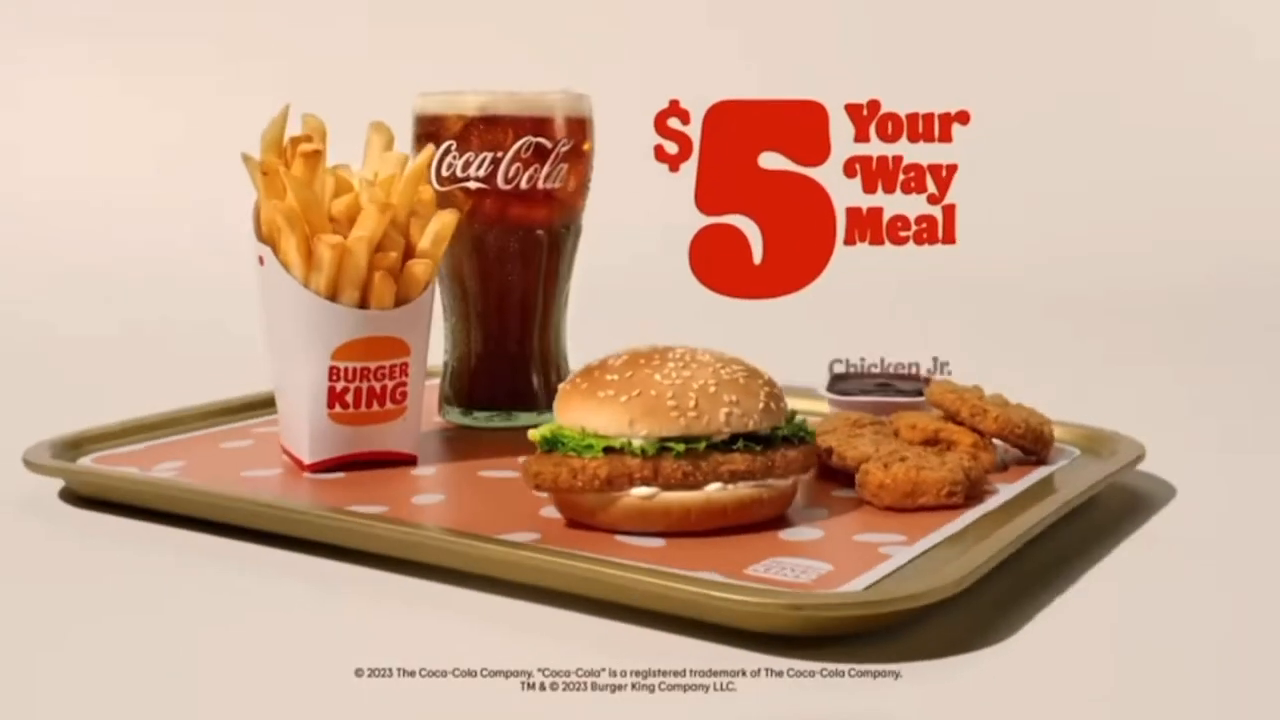 $5
Your
Way
Meal
Coca-Cola
Chicken Jr.
BURGER
KING
© 2023 The Coca-Cola Company. "Coca-Cola" is a registered trademark of The Coca-Cola Company.
TM & © 2023 Burger King Company LLC.